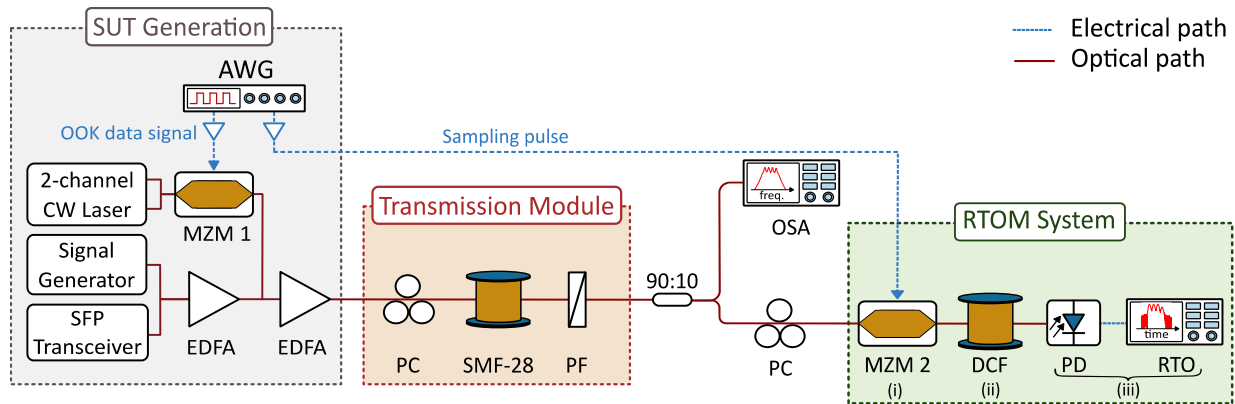 SUT Generation
Electrical path
Optical path
AWG
OOK data signal
Sampling pulse
2-channel
CW Laser
MZM 1
freq.
OSA
Transmission Module
RTOM System
Signal
Generator
SFP
Transceiver
EDFA
EDFA
PC
SMF-28
PF
90:10
PC
MZM 2
(i)
DCF
(ii)
PD
time
RTO
(iii)